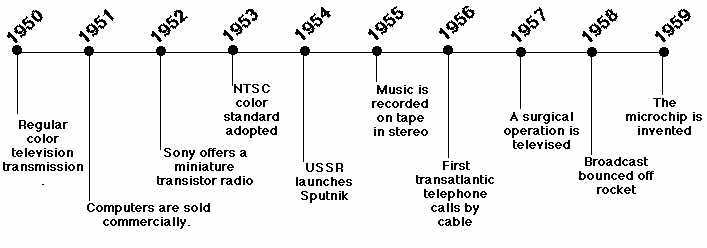 1950
1951
1952
1953
1954
1955
1956
1957
1958
1959
Regular
color
television
transmission
.
Computers are sold
commercially.
Sony offers a
miniature
transistor radio
NTSC
color
standard
adopted
USSR
launches
Sputnik
Music is
recorded
on tape
in stereo
First
transatlantic
telephone
calls by
cable
A surgical
operation is
televised
Broadcast
bounced off
rocket
The
microchip is
invented